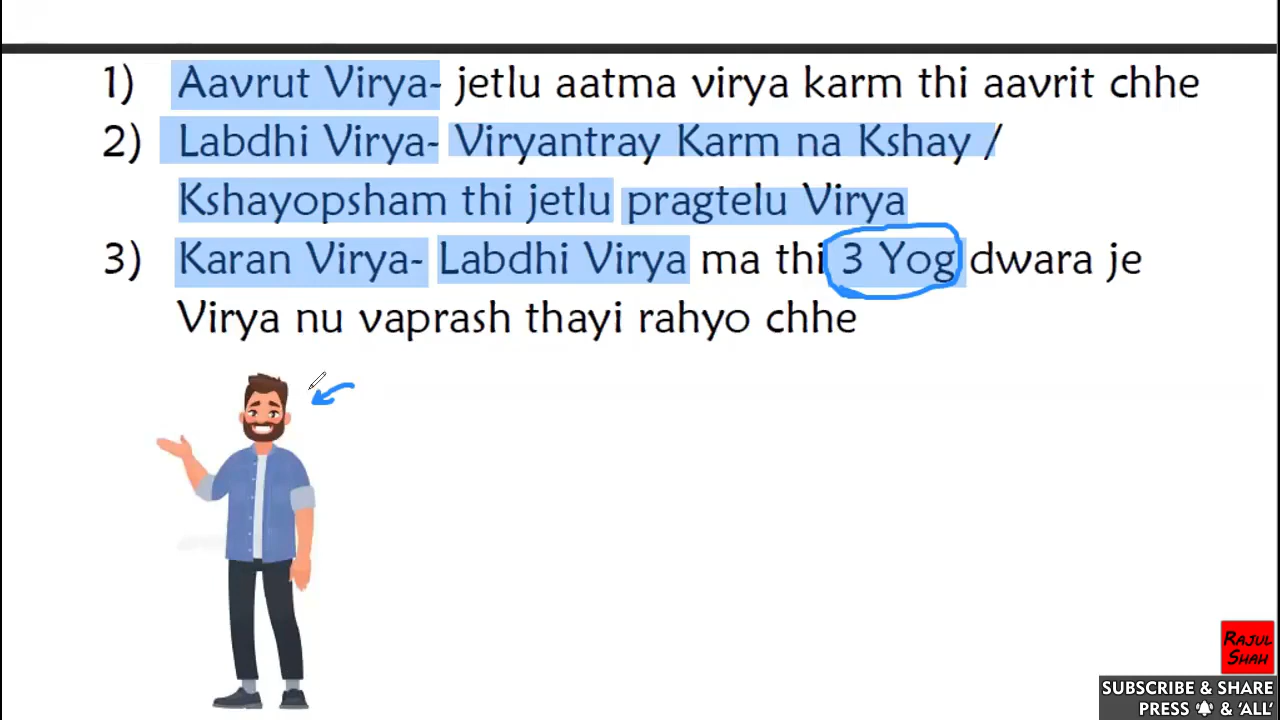 1) Aavrut Virya- jetlu aatma virya karm thi aavrit chhe
2) Labdhi Virya- Viryantray Karm na Kshay /
Kshayopsham thi jetlu pragtelu Virya
3) Karan Virya- Labdhi Virya ma thi 3 Yog dwara je
Virya nu vaprash thayi rahyo chhe
RAJUL
SHAH
SUBSCRIBE & SHARE
PRESS 🔔 & 'ALL'